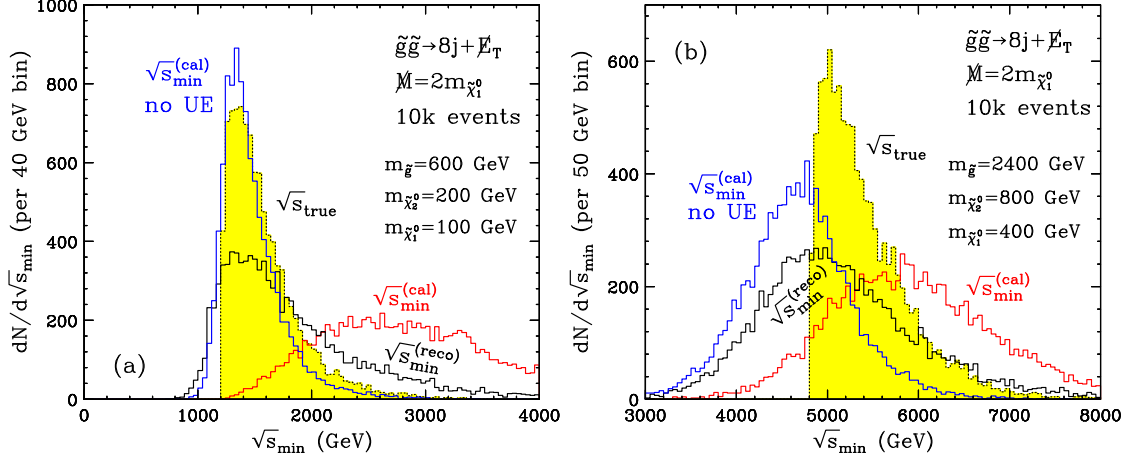 (a)
g̃g̃→8j+E̸_T
M̸=2m_χ̃₁⁰
10k events
m_g̃=600 GeV
m_χ̃₂⁰=200 GeV
m_χ̃₁⁰=100 GeV
√s_min^(cal)
no UE
√s_true
√s_min^(cal)
√s_min^(reco)
dN/d√s_min (per 40 GeV bin)
1000
800
600
400
200
0
0 1000 2000 3000 4000
√s_min (GeV)
(b)
g̃g̃→8j+E̸_T
M̸=2m_χ̃₁⁰
10k events
m_g̃=2400 GeV
m_χ̃₂⁰=800 GeV
m_χ̃₁⁰=400 GeV
√s_true
√s_min^(cal)
no UE
√s_min^(reco)
√s_min^(cal)
dN/d√s_min (per 50 GeV bin)
600
400
200
0
3000 4000 5000 6000 7000 8000
√s_min (GeV)